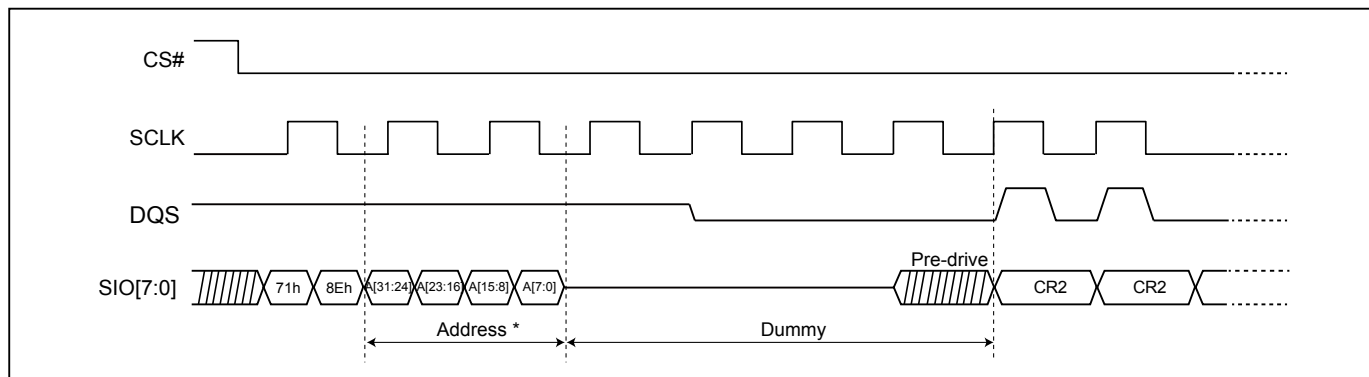 CS#
SCLK
DQS
Pre-drive
SIO[7:0] 71h 8Eh A[31:24] A[23:16] A[15:8] A[7:0] CR2 CR2
Address * Dummy